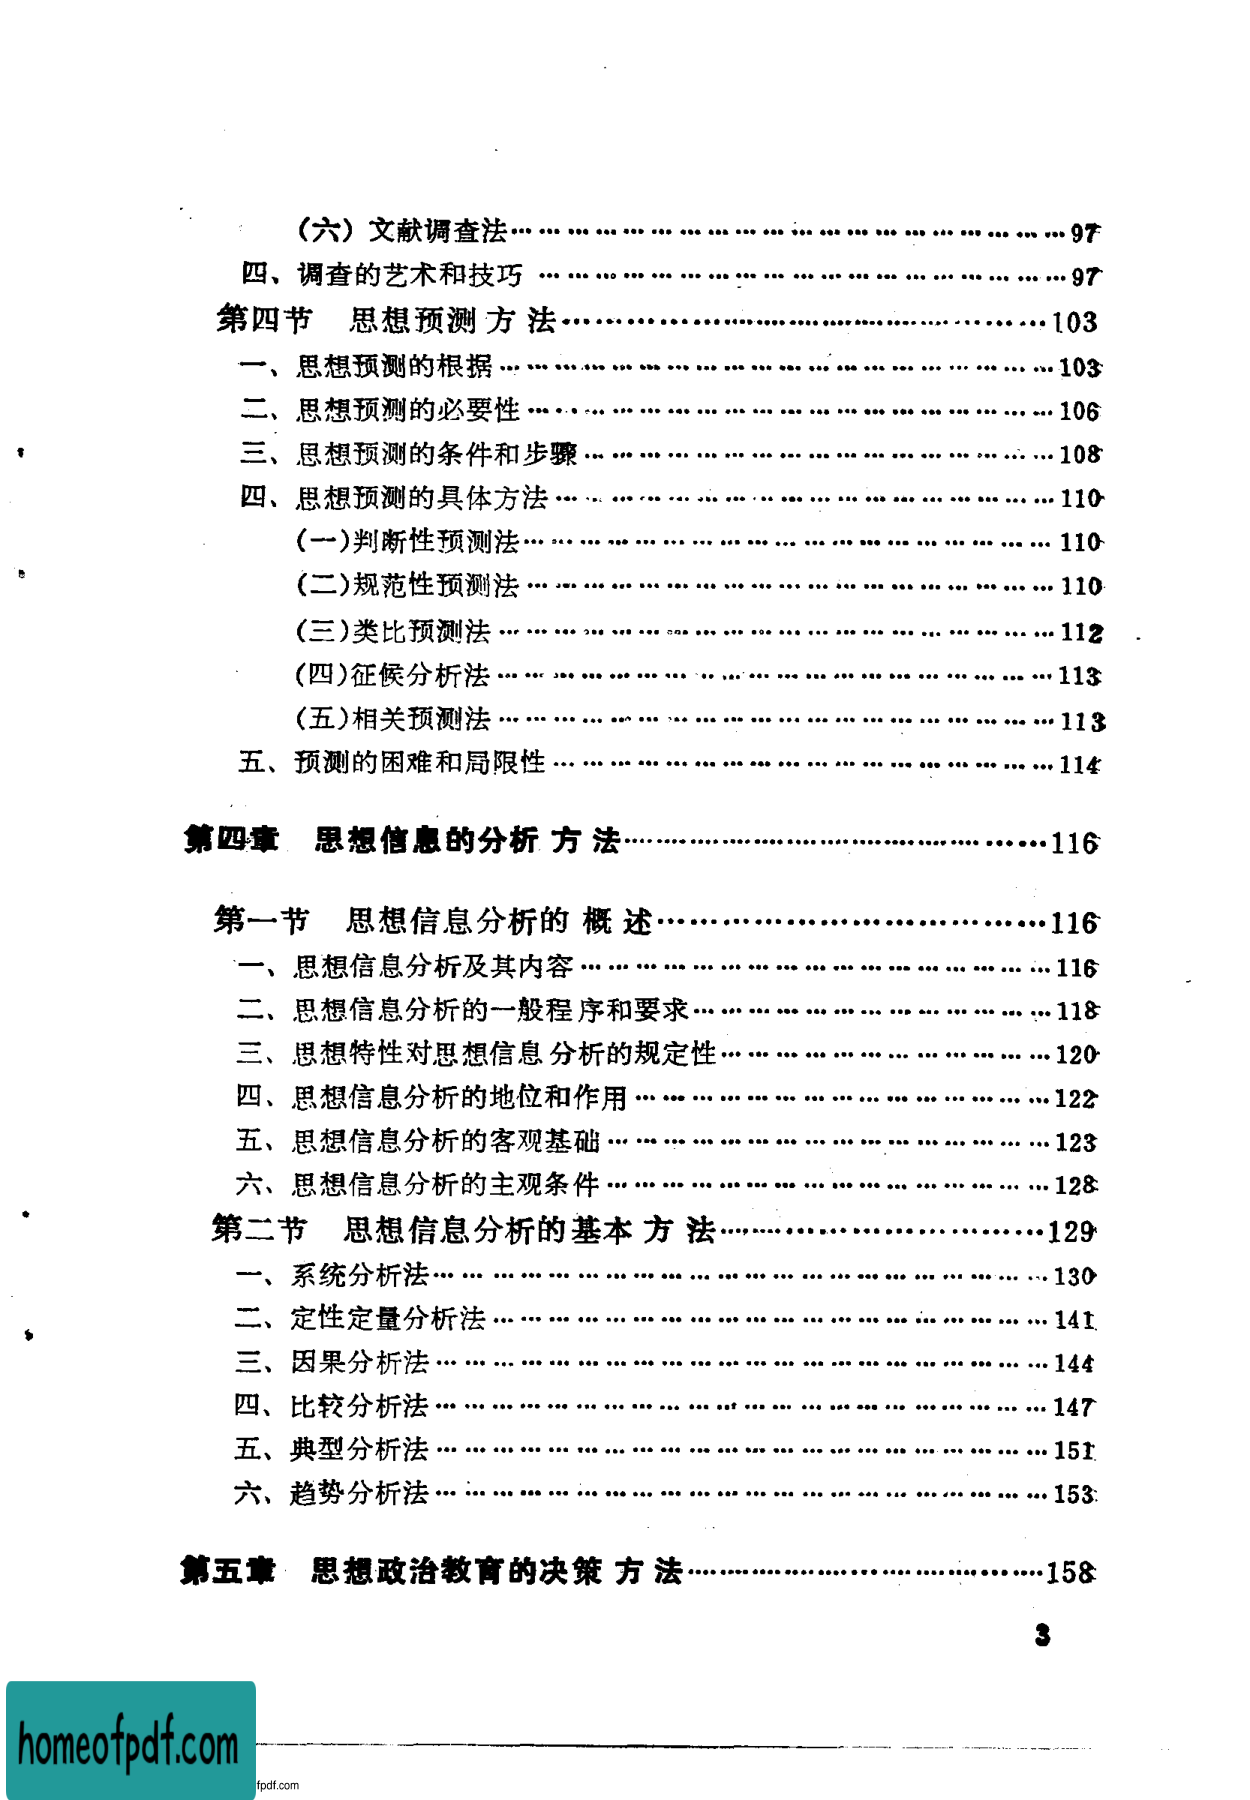 (六) 文献调查法……………………………………………………97
四、调查的艺术和技巧……………………………………………………97
第四节 思想预测方法……………………………………………………103
一、思想预测的根据……………………………………………………103
二、思想预测的必要性……………………………………………………106
三、思想预测的条件和步骤……………………………………………………108
四、思想预测的具体方法……………………………………………………110
(一)判断性预测法……………………………………………………110
(二)规范性预测法……………………………………………………110
(三)类比预测法……………………………………………………112
(四)征候分析法……………………………………………………113
(五)相关预测法……………………………………………………113
五、预测的困难和局限性……………………………………………………114
第四章 思想信息的分析方法……………………………………………………116
第一节 思想信息分析的概述……………………………………………………116
一、思想信息分析及其内容……………………………………………………116
二、思想信息分析的一般程序和要求……………………………………………………118
三、思想特性对思想信息分析的规定性……………………………………………………120
四、思想信息分析的地位和作用……………………………………………………122
五、思想信息分析的客观基础……………………………………………………123
六、思想信息分析的主观条件……………………………………………………128
第二节 思想信息分析的基本方法……………………………………………………129
一、系统分析法……………………………………………………130
二、定性定量分析法……………………………………………………141
三、因果分析法……………………………………………………144
四、比较分析法……………………………………………………147
五、典型分析法……………………………………………………151
六、趋势分析法……………………………………………………153
第五章 思想政治教育的决策方法……………………………………………………158
3
homeofpdf.com
fpdf.com